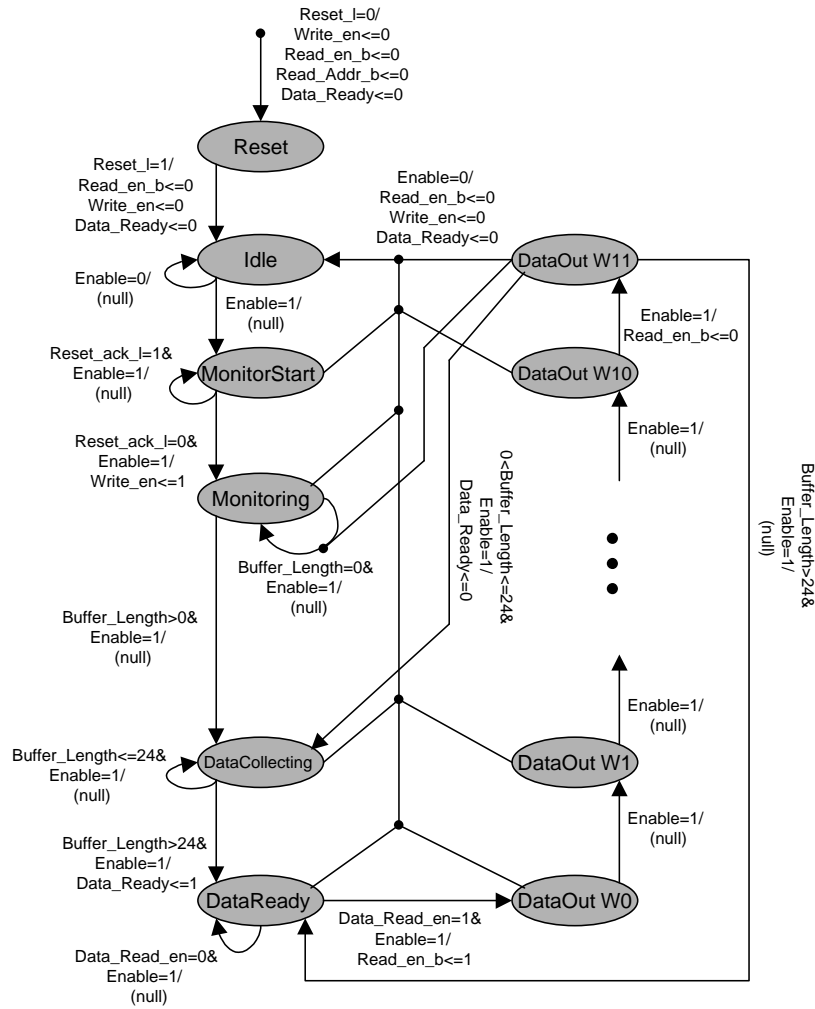 Reset_l=0/
Write_en<=0
Read_en_b<=0
Read_Addr_b<=0
Data_Ready<=0
Reset
Reset_l=1/
Read_en_b<=0
Write_en<=0
Data_Ready<=0
Enable=0/
Read_en_b<=0
Write_en<=0
Data_Ready<=0
Idle
DataOut W11
Enable=0/
(null)
Enable=1/
(null)
Enable=1/
Read_en_b<=0
Reset_ack_l=1&
Enable=1/
(null)
MonitorStart
DataOut W10
Reset_ack_l=0&
Enable=1/
Write_en<=1
Enable=1/
(null)
Monitoring
0<Buffer_Length<=24&
Enable=1/
Data_Ready<=0
Buffer_Length>24&
Enable=1/
(null)
Buffer_Length=0&
Enable=1/
(null)
Buffer_Length>0&
Enable=1/
(null)
Enable=1/
(null)
Buffer_Length<=24&
Enable=1/
(null)
DataCollecting
DataOut W1
Enable=1/
(null)
Buffer_Length>24&
Enable=1/
Data_Ready<=1
DataReady
DataOut W0
Data_Read_en=1&
Enable=1/
Read_en_b<=1
Data_Read_en=0&
Enable=1/
(null)